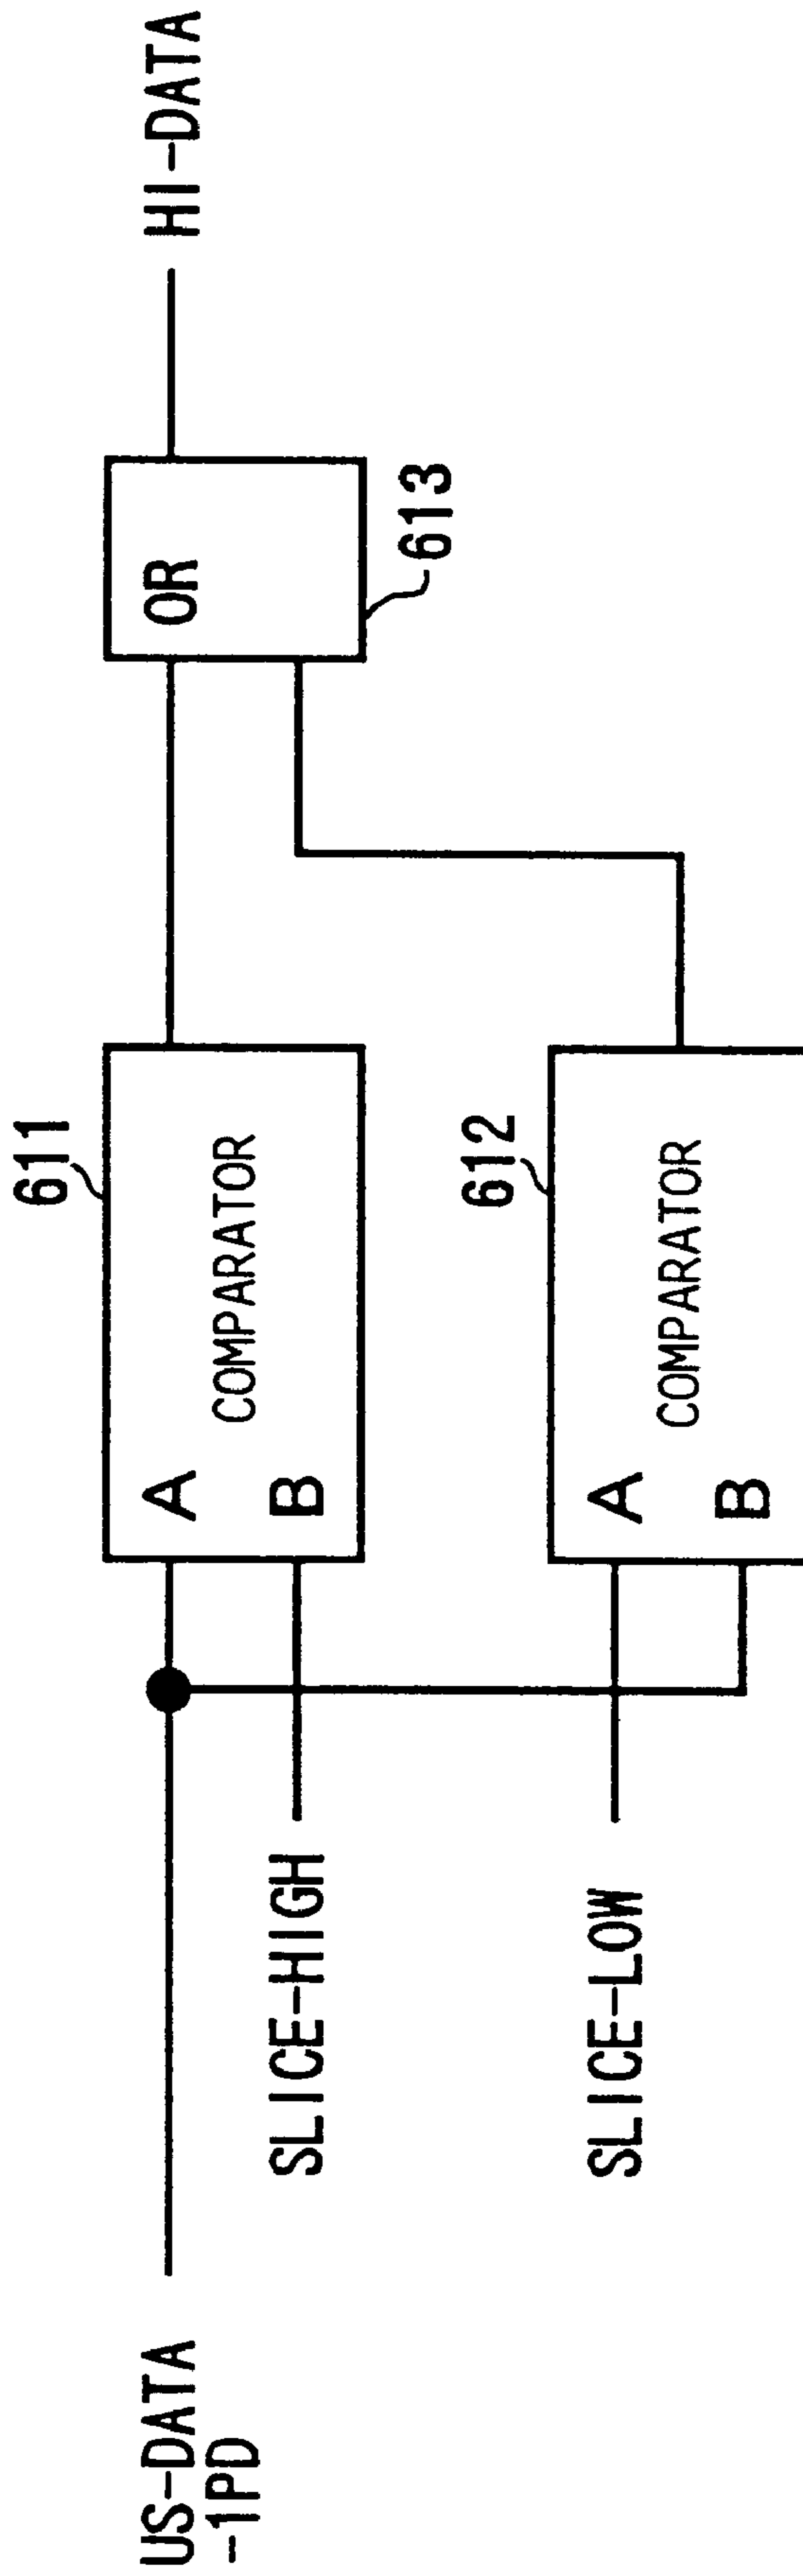 US-DATA
-1PD
SLICE-HIGH
SLICE-LOW
611
A
B
COMPARATOR
612
A
B
COMPARATOR
OR
613
HI-DATA